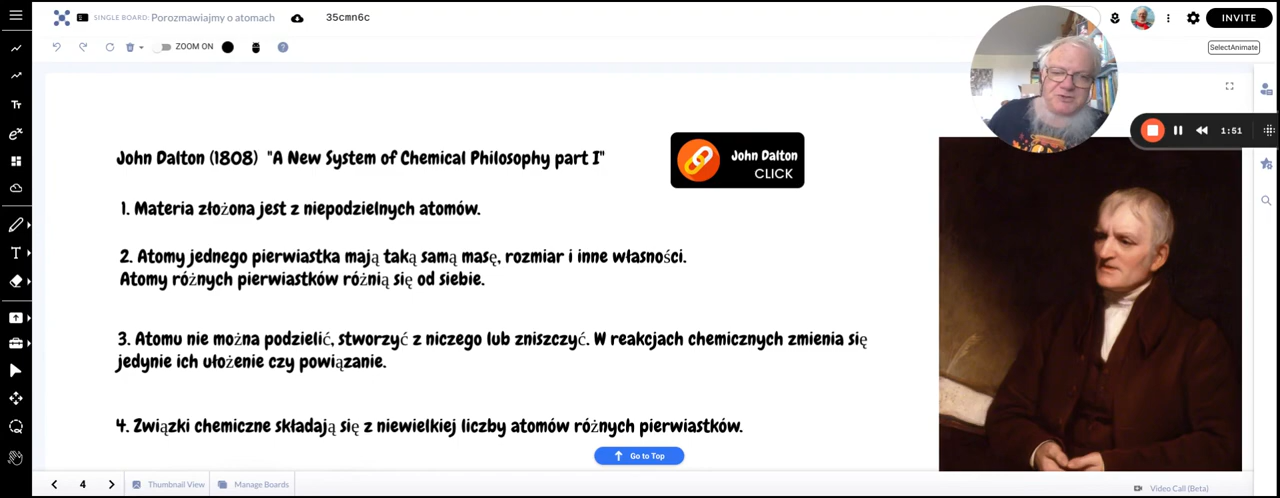 SINGLE BOARD: Porozmawiajmy o atomach
35cmn6c
INVITE
ZOOM ON
SelectAnimate
1:51
John Dalton (1808) "A New System of Chemical Philosophy part I"
John Dalton
CLICK
1. Materia złożona jest z niepodzielnych atomów.
2. Atomy jednego pierwiastka mają taką samą masę, rozmiar i inne własności.
Atomy różnych pierwiastków różnią się od siebie.
3. Atomu nie można podzielić, stworzyć z niczego lub zniszczyć. W reakcjach chemicznych zmienia się
jedynie ich ułożenie czy powiązanie.
4. Związki chemiczne składają się z niewielkiej liczby atomów różnych pierwiastków.
Go to Top
4
Thumbnail View
Manage Boards
Video Call (Beta)